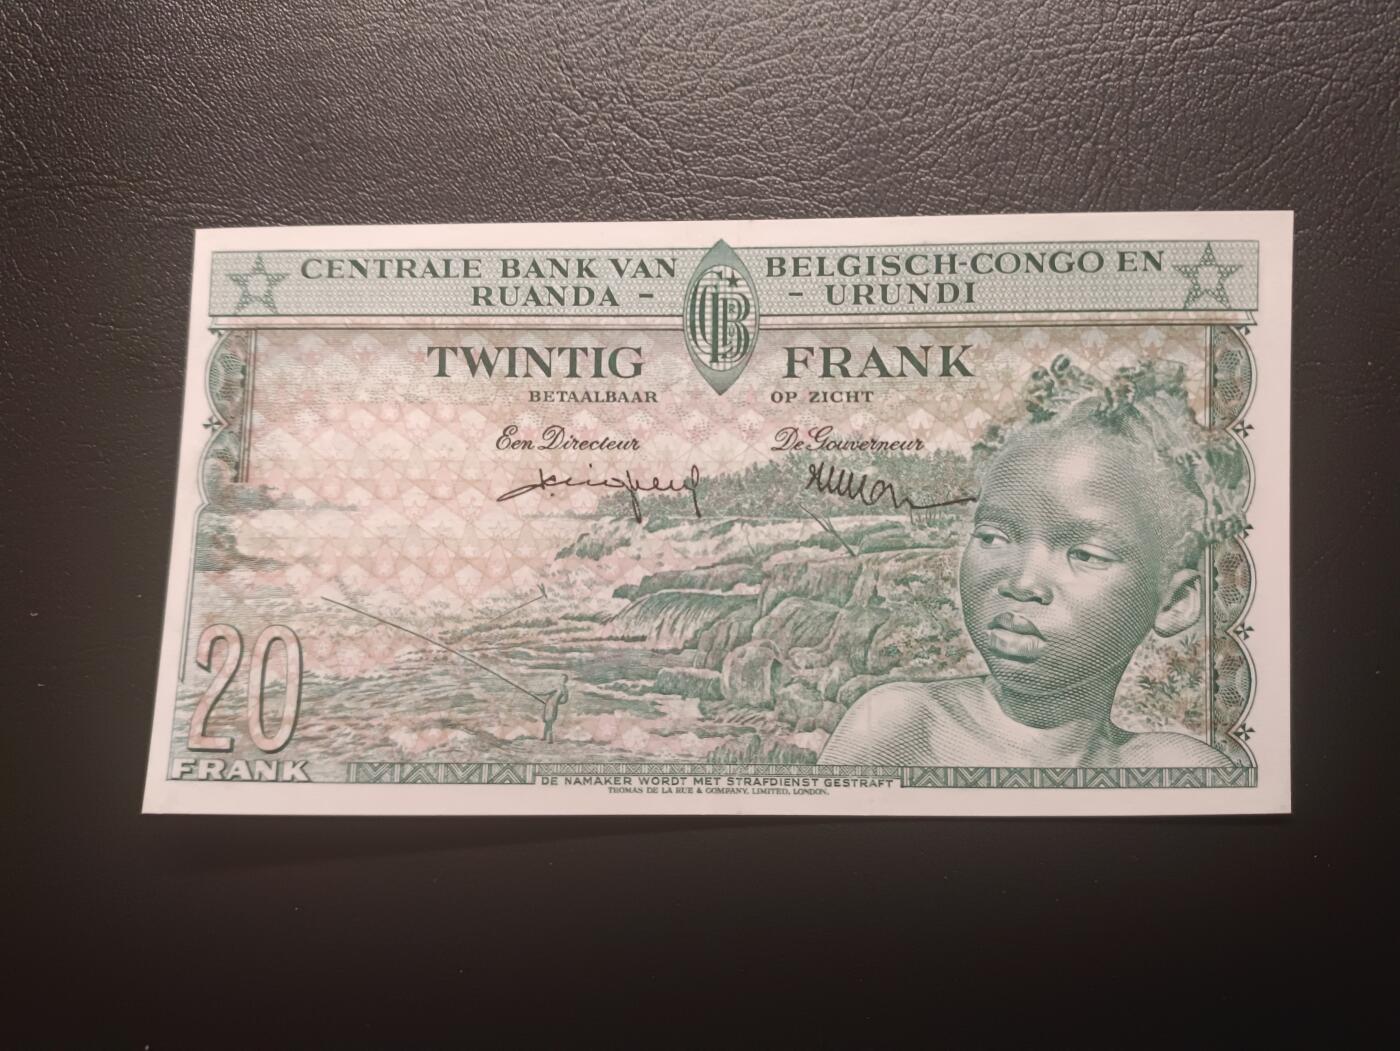 CENTRALE BANK VAN BELGISCH-CONGO EN
RUANDA - - URUNDI
TWINTIG FRANK
BETAALBAAR OP ZICHT
Een Directeur De Gouverneur
20
FRANK
DE NAMAKER WORDT MET STRAFDIENST GESTRAFT
THOMAS DE LA RUE & COMPANY, LIMITED, LONDON.